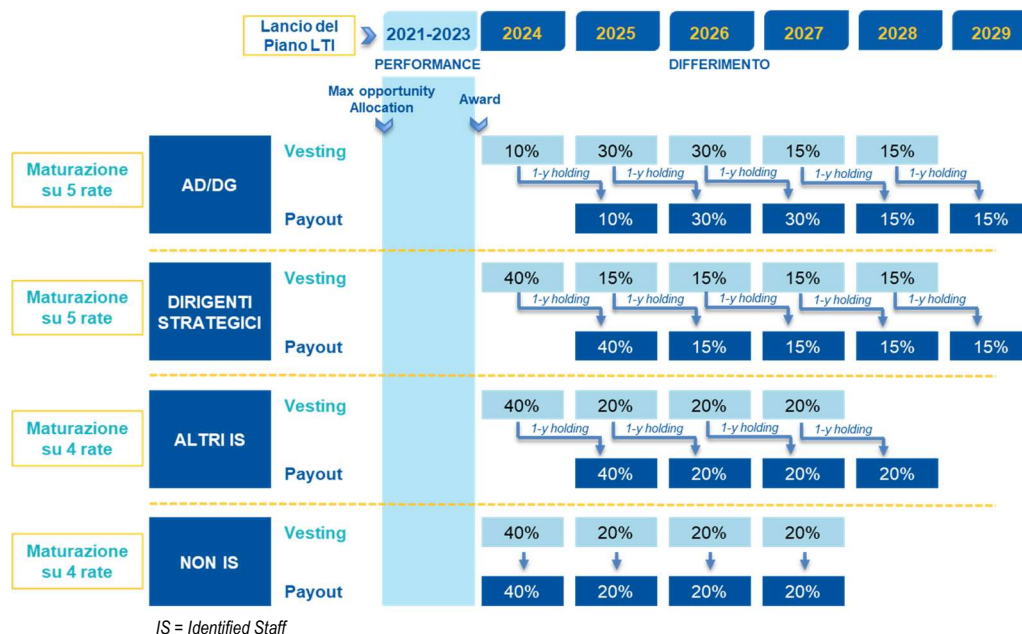 Lancio del
Piano LTI
2021-2023
2024
2025
2026
2027
2028
2029
PERFORMANCE
DIFFERIMENTO
Max opportunity
Allocation
Award
Maturazione
su 5 rate
AD/DG
Vesting
10%
30%
30%
15%
15%
1-y holding
1-y holding
1-y holding
1-y holding
1-y holding
Payout
10%
30%
30%
15%
15%
Maturazione
su 5 rate
DIRIGENTI
STRATEGICI
Vesting
40%
15%
15%
15%
15%
1-y holding
1-y holding
1-y holding
1-y holding
1-y holding
Payout
40%
15%
15%
15%
15%
Maturazione
su 4 rate
ALTRI IS
Vesting
40%
20%
20%
20%
1-y holding
1-y holding
1-y holding
1-y holding
Payout
40%
20%
20%
20%
Maturazione
su 4 rate
NON IS
Vesting
40%
20%
20%
20%
Payout
40%
20%
20%
20%
IS = Identified Staff